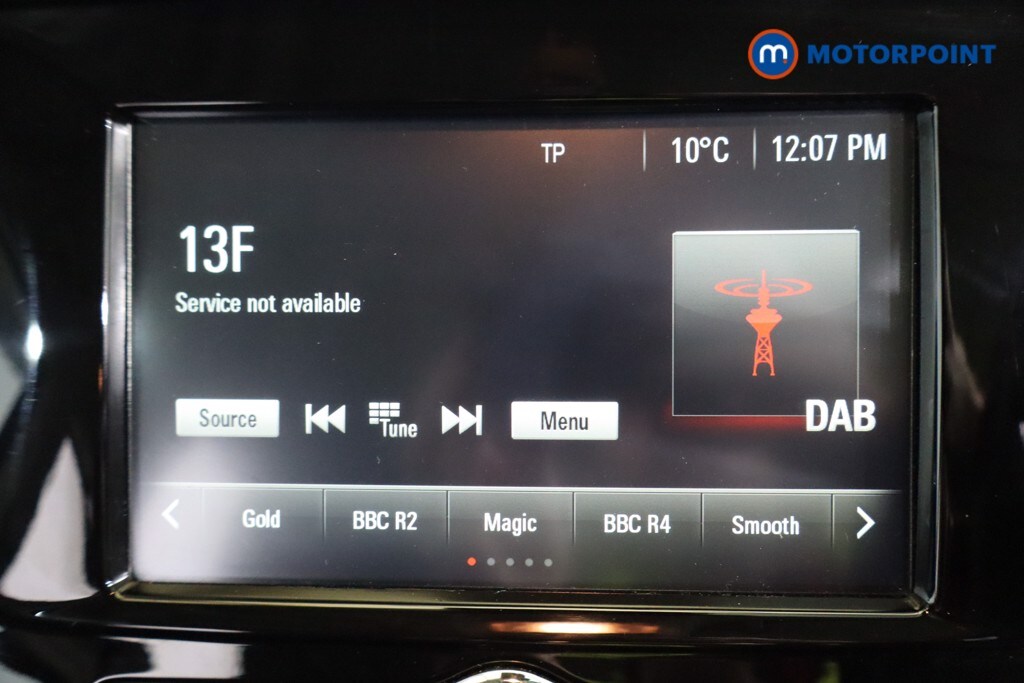 m MOTORPOINT
TP 10°C 12:07 PM
13F
Service not available
Source Tune Menu
DAB
Gold BBC R2 Magic BBC R4 Smooth